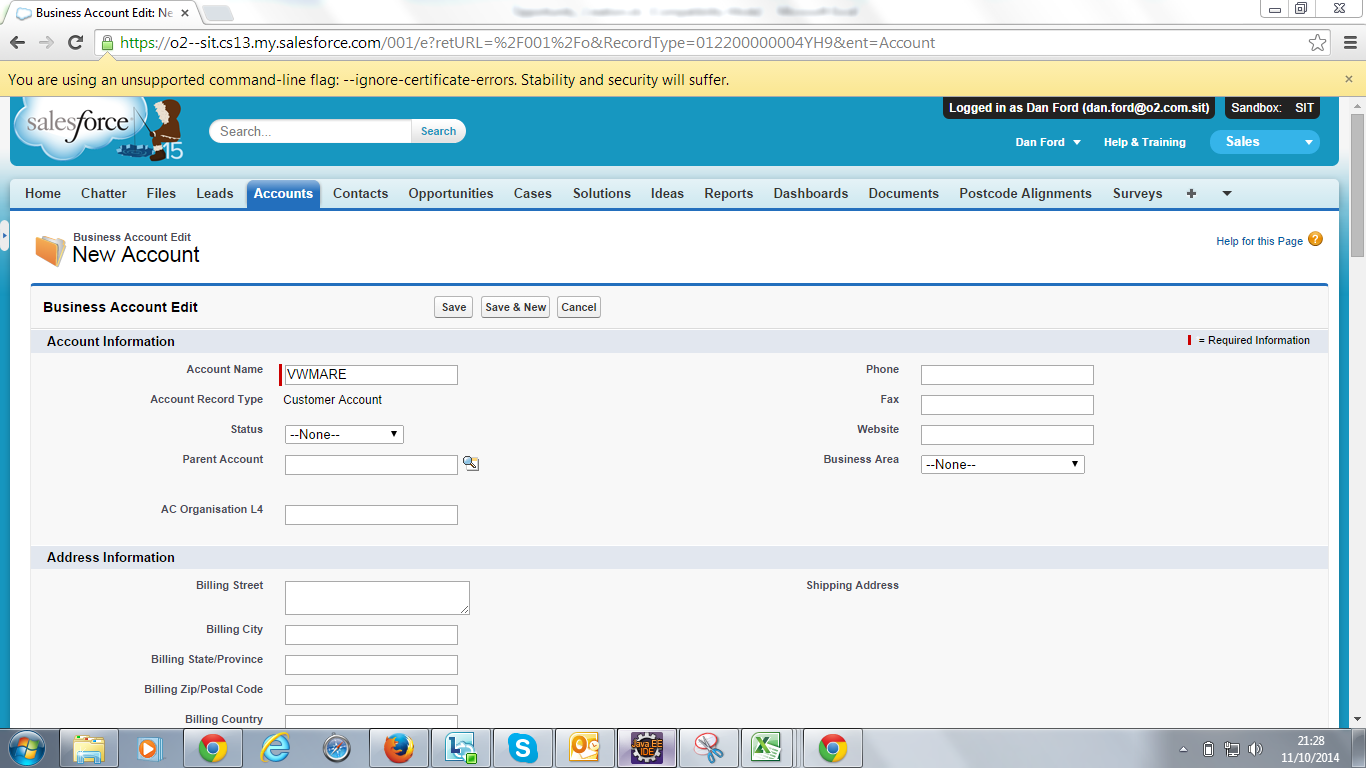 Business Account Edit: Ne
https://o2--sit.cs13.my.salesforce.com/001/e?retURL=%2F001%2Fo&RecordType=012200000004YH9&ent=Account
You are using an unsupported command-line flag: --ignore-certificate-errors. Stability and security will suffer.
salesforce
15
Search...
Search
Logged in as Dan Ford (dan.ford@o2.com.sit)
Sandbox: SIT
Dan Ford
Help & Training
Sales
Home Chatter Files Leads Accounts Contacts Opportunities Cases Solutions Ideas Reports Dashboards Documents Postcode Alignments Surveys +
Business Account Edit
New Account
Help for this Page ?
Business Account Edit
Save Save & New Cancel
Account Information
= Required Information
Account Name VWMARE
Phone
Account Record Type Customer Account
Fax
Status --None--
Website
Parent Account
Business Area --None--
AC Organisation L4
Address Information
Billing Street
Shipping Address
Billing City
Billing State/Province
Billing Zip/Postal Code
Billing Country
Java EE
IDE
21:28
11/10/2014